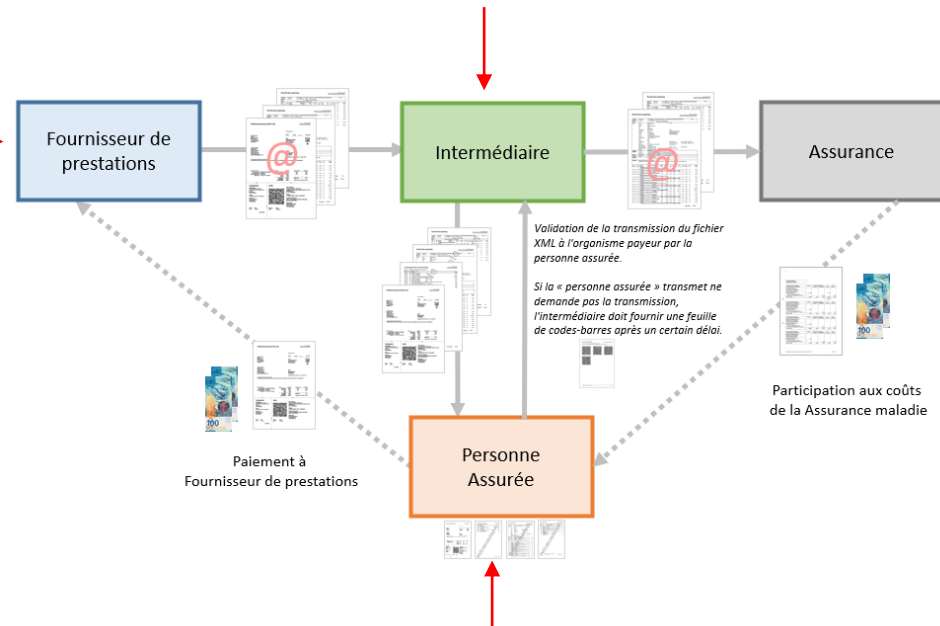 Fournisseur de
prestations
@
Intermédiaire
@
Assurance
Validation de la transmission du fichier
XML à l'organisme payeur par la
personne assurée.
Si la « personne assurée » transmet ne
demande pas la transmission,
l'intermédiaire doit fournir une feuille
de codes-barres après un certain délai.
100
Participation aux coûts
de la Assurance maladie
100
Paiement à
Fournisseur de prestations
Personne
Assurée